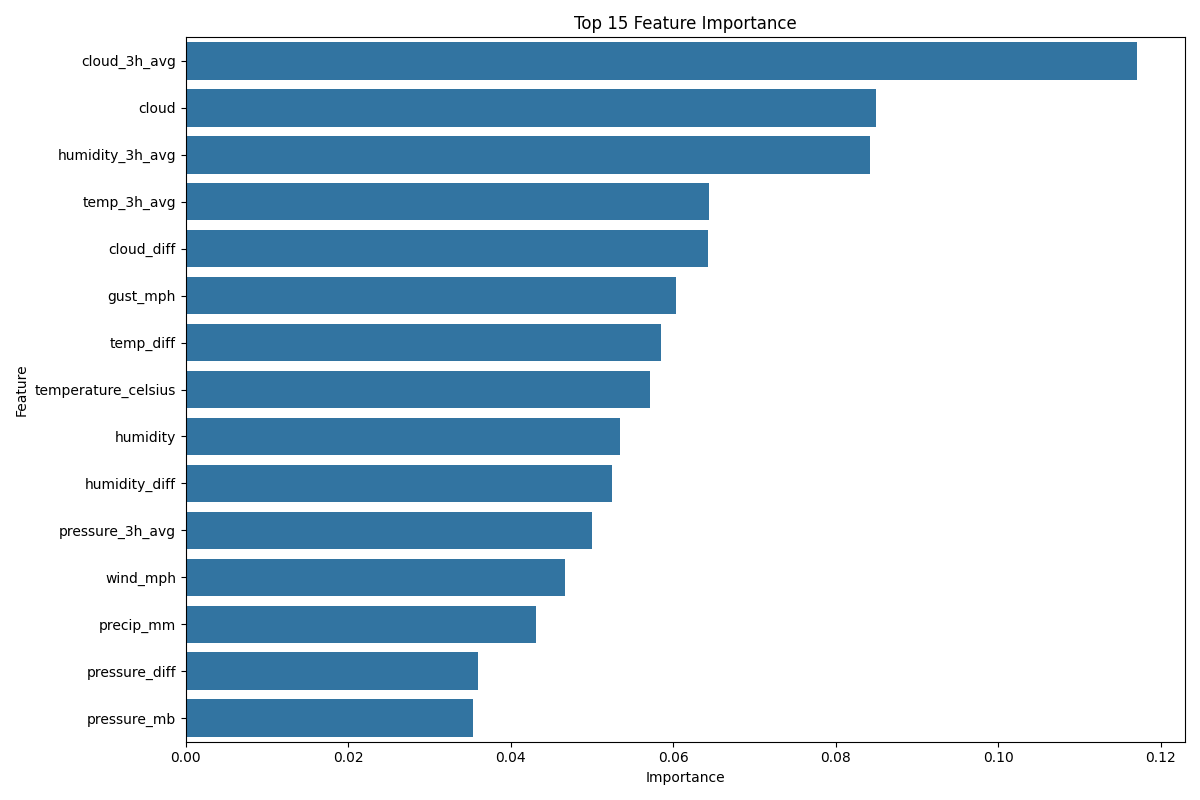 Top 15 Feature Importance
cloud_3h_avg
cloud
humidity_3h_avg
temp_3h_avg
cloud_diff
gust_mph
temp_diff
temperature_celsius
humidity
humidity_diff
pressure_3h_avg
wind_mph
precip_mm
pressure_diff
pressure_mb
Feature
0.00 0.02 0.04 0.06 0.08 0.10 0.12
Importance